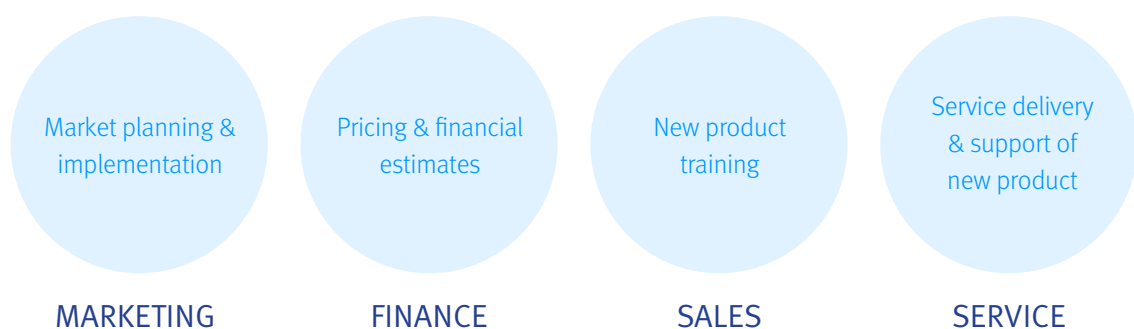 Market planning &
implementation
Pricing & financial
estimates
New product
training
Service delivery
& support of
new product
MARKETING
FINANCE
SALES
SERVICE